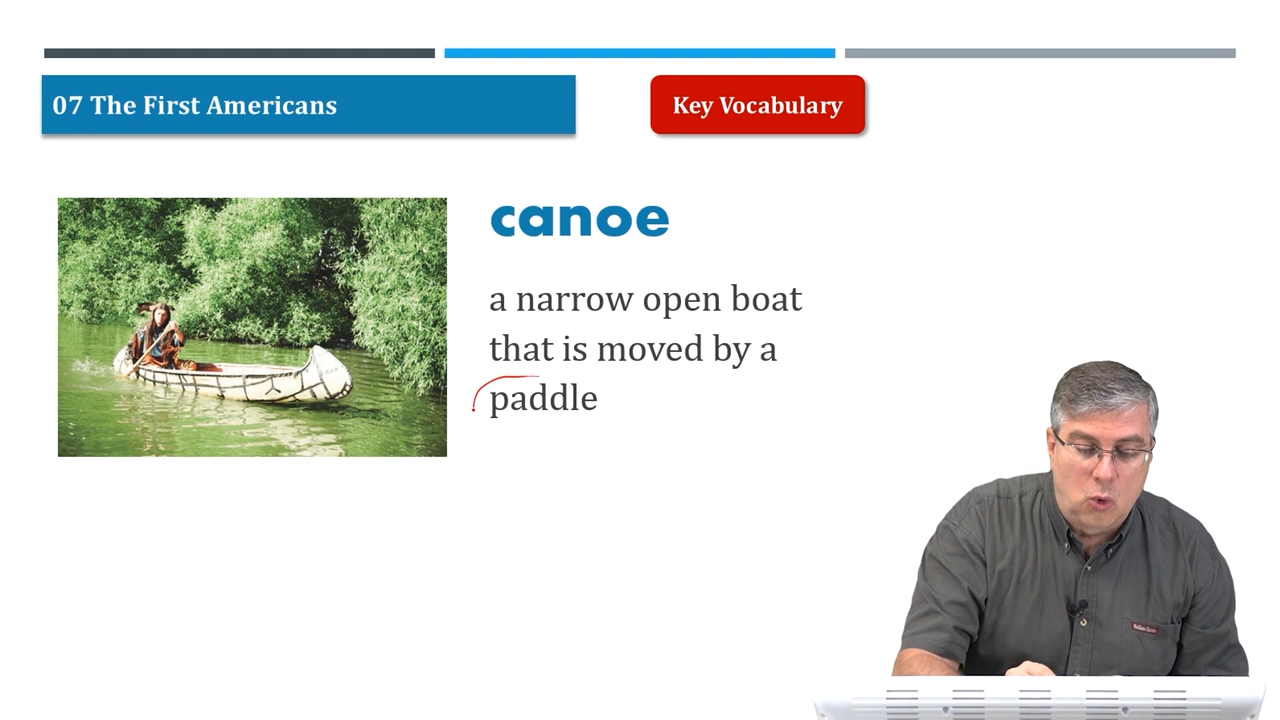 07 The First Americans
Key Vocabulary
canoe
a narrow open boat
that is moved by a
paddle